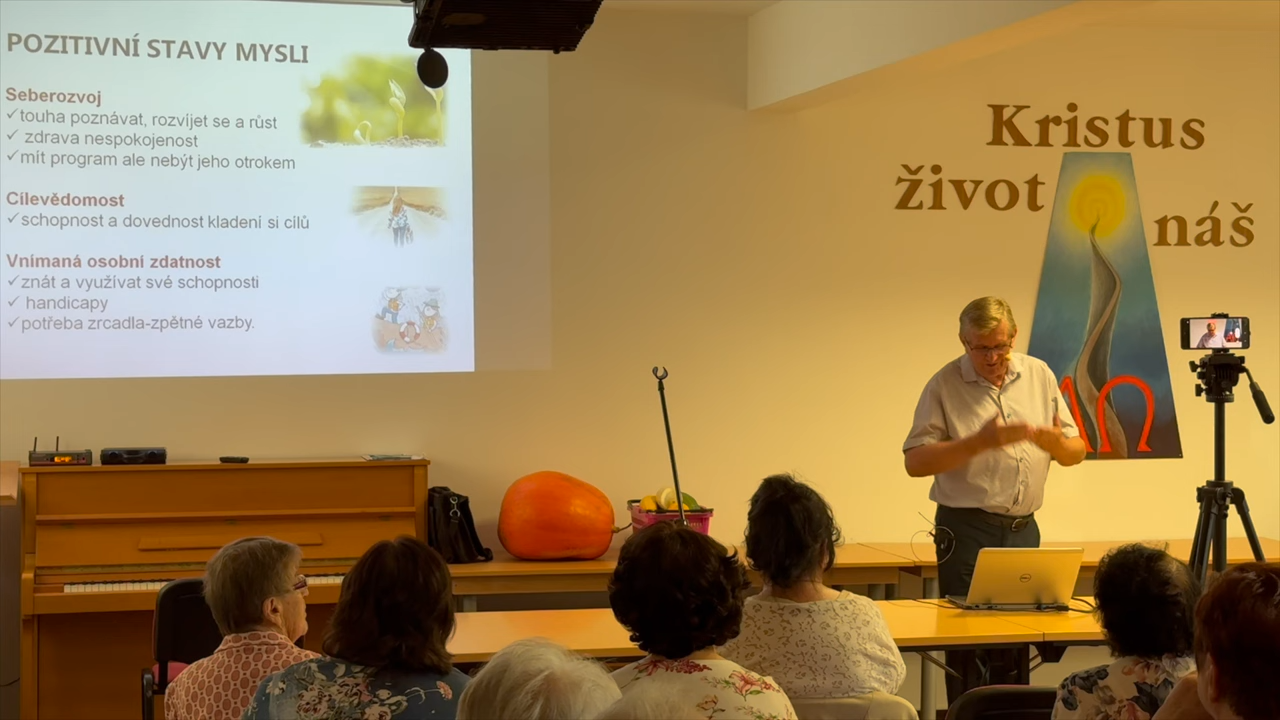 POZITIVNÍ STAVY MYSLI
Seberozvoj
✓touha poznávat, rozvíjet se a růst
✓ zdrava nespokojenost
✓mít program ale nebýt jeho otrokem
Cílevědomost
✓schopnost a dovednost kladení si cílů
Vnímaná osobní zdatnost
✓znát a využívat své schopnosti
✓ handicapy
✓potřeba zrcadla-zpětné vazby.
Kristus
život
náš
ΑΩ
DELL